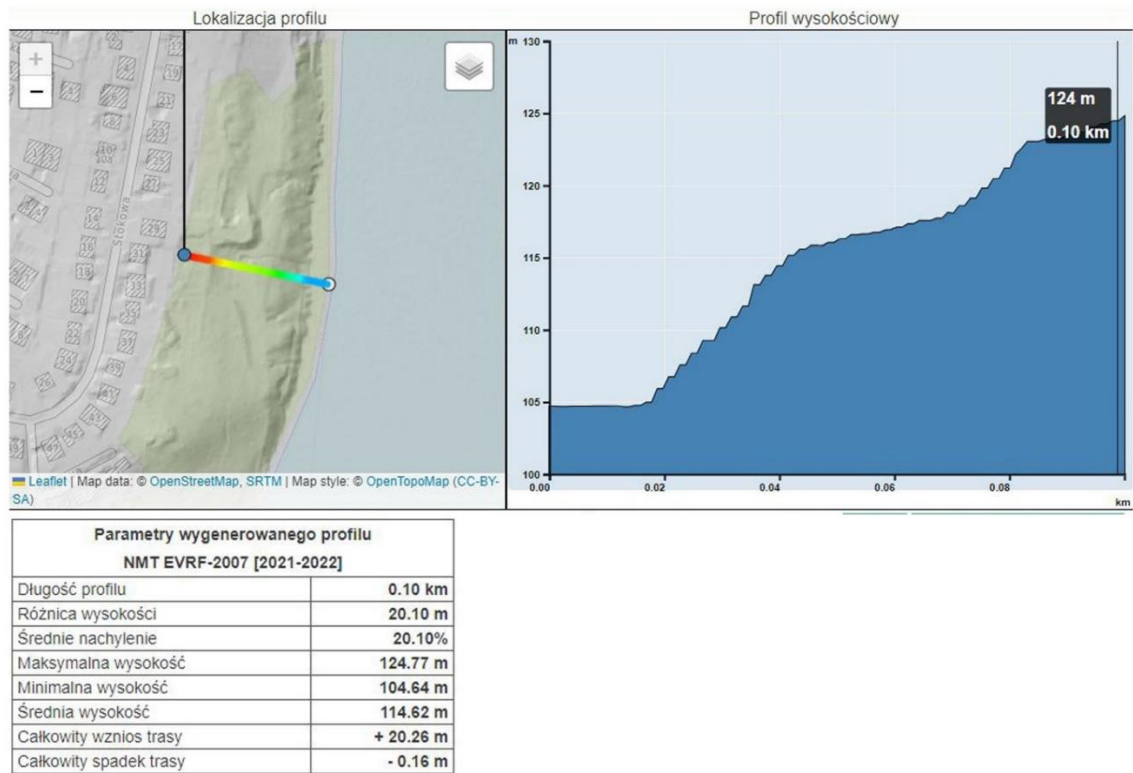 Lokalizacja profilu
Profil wysokościowy
+
−
Stokowa
Leaflet | Map data: © OpenStreetMap, SRTM | Map style: © OpenTopoMap (CC-BY-
SA)
m
130
125
120
115
110
105
100
124 m
0.10 km
0.00 0.02 0.04 0.06 0.08
km
Parametry wygenerowanego profilu
NMT EVRF-2007 [2021-2022]
Długość profilu 0.10 km
Różnica wysokości 20.10 m
Średnie nachylenie 20.10%
Maksymalna wysokość 124.77 m
Minimalna wysokość 104.64 m
Średnia wysokość 114.62 m
Całkowity wznios trasy + 20.26 m
Całkowity spadek trasy - 0.16 m